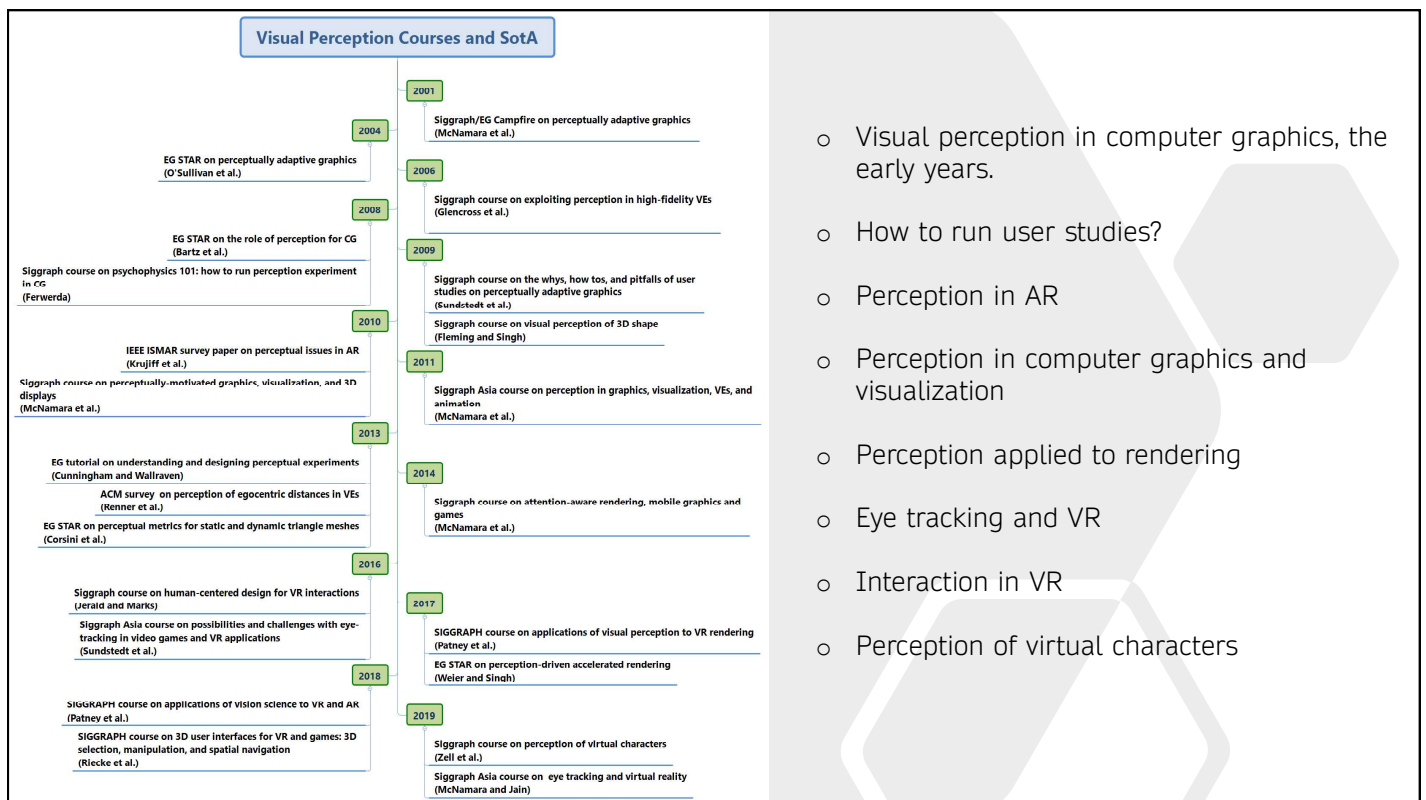 Visual Perception Courses and SotA
2001
Siggraph/EG Campfire on perceptually adaptive graphics
(McNamara et al.)
2004
EG STAR on perceptually adaptive graphics
(O'Sullivan et al.)
2006
Siggraph course on exploiting perception in high-fidelity VEs
(Glencross et al.)
2008
EG STAR on the role of perception for CG
(Bartz et al.)
Siggraph course on psychophysics 101: how to run perception experiment
in CG
(Ferwerda)
2009
Siggraph course on the whys, how tos, and pitfalls of user
studies on perceptually adaptive graphics
(Sundstedt et al.)
Siggraph course on visual perception of 3D shape
(Fleming and Singh)
2010
IEEE ISMAR survey paper on perceptual issues in AR
(Krujiff et al.)
Siggraph course on perceptually-motivated graphics, visualization, and 3D
displays
(McNamara et al.)
2011
Siggraph Asia course on perception in graphics, visualization, VEs, and
animation
(McNamara et al.)
2013
EG tutorial on understanding and designing perceptual experiments
(Cunningham and Wallraven)
ACM survey on perception of egocentric distances in VEs
(Renner et al.)
EG STAR on perceptual metrics for static and dynamic triangle meshes
(Corsini et al.)
2014
Siggraph course on attention-aware rendering, mobile graphics and
games
(McNamara et al.)
2016
Siggraph course on human-centered design for VR interactions
(Jerald and Marks)
Siggraph Asia course on possibilities and challenges with eye-
tracking in video games and VR applications
(Sundstedt et al.)
2017
SIGGRAPH course on applications of visual perception to VR rendering
(Patney et al.)
EG STAR on perception-driven accelerated rendering
(Weier and Singh)
2018
SIGGRAPH course on applications of vision science to VR and AR
(Patney et al.)
SIGGRAPH course on 3D user interfaces for VR and games: 3D
selection, manipulation, and spatial navigation
(Riecke et al.)
2019
Siggraph course on perception of virtual characters
(Zell et al.)
Siggraph Asia course on eye tracking and virtual reality
(McNamara and Jain)
o Visual perception in computer graphics, the
early years.
o How to run user studies?
o Perception in AR
o Perception in computer graphics and
visualization
o Perception applied to rendering
o Eye tracking and VR
o Interaction in VR
o Perception of virtual characters